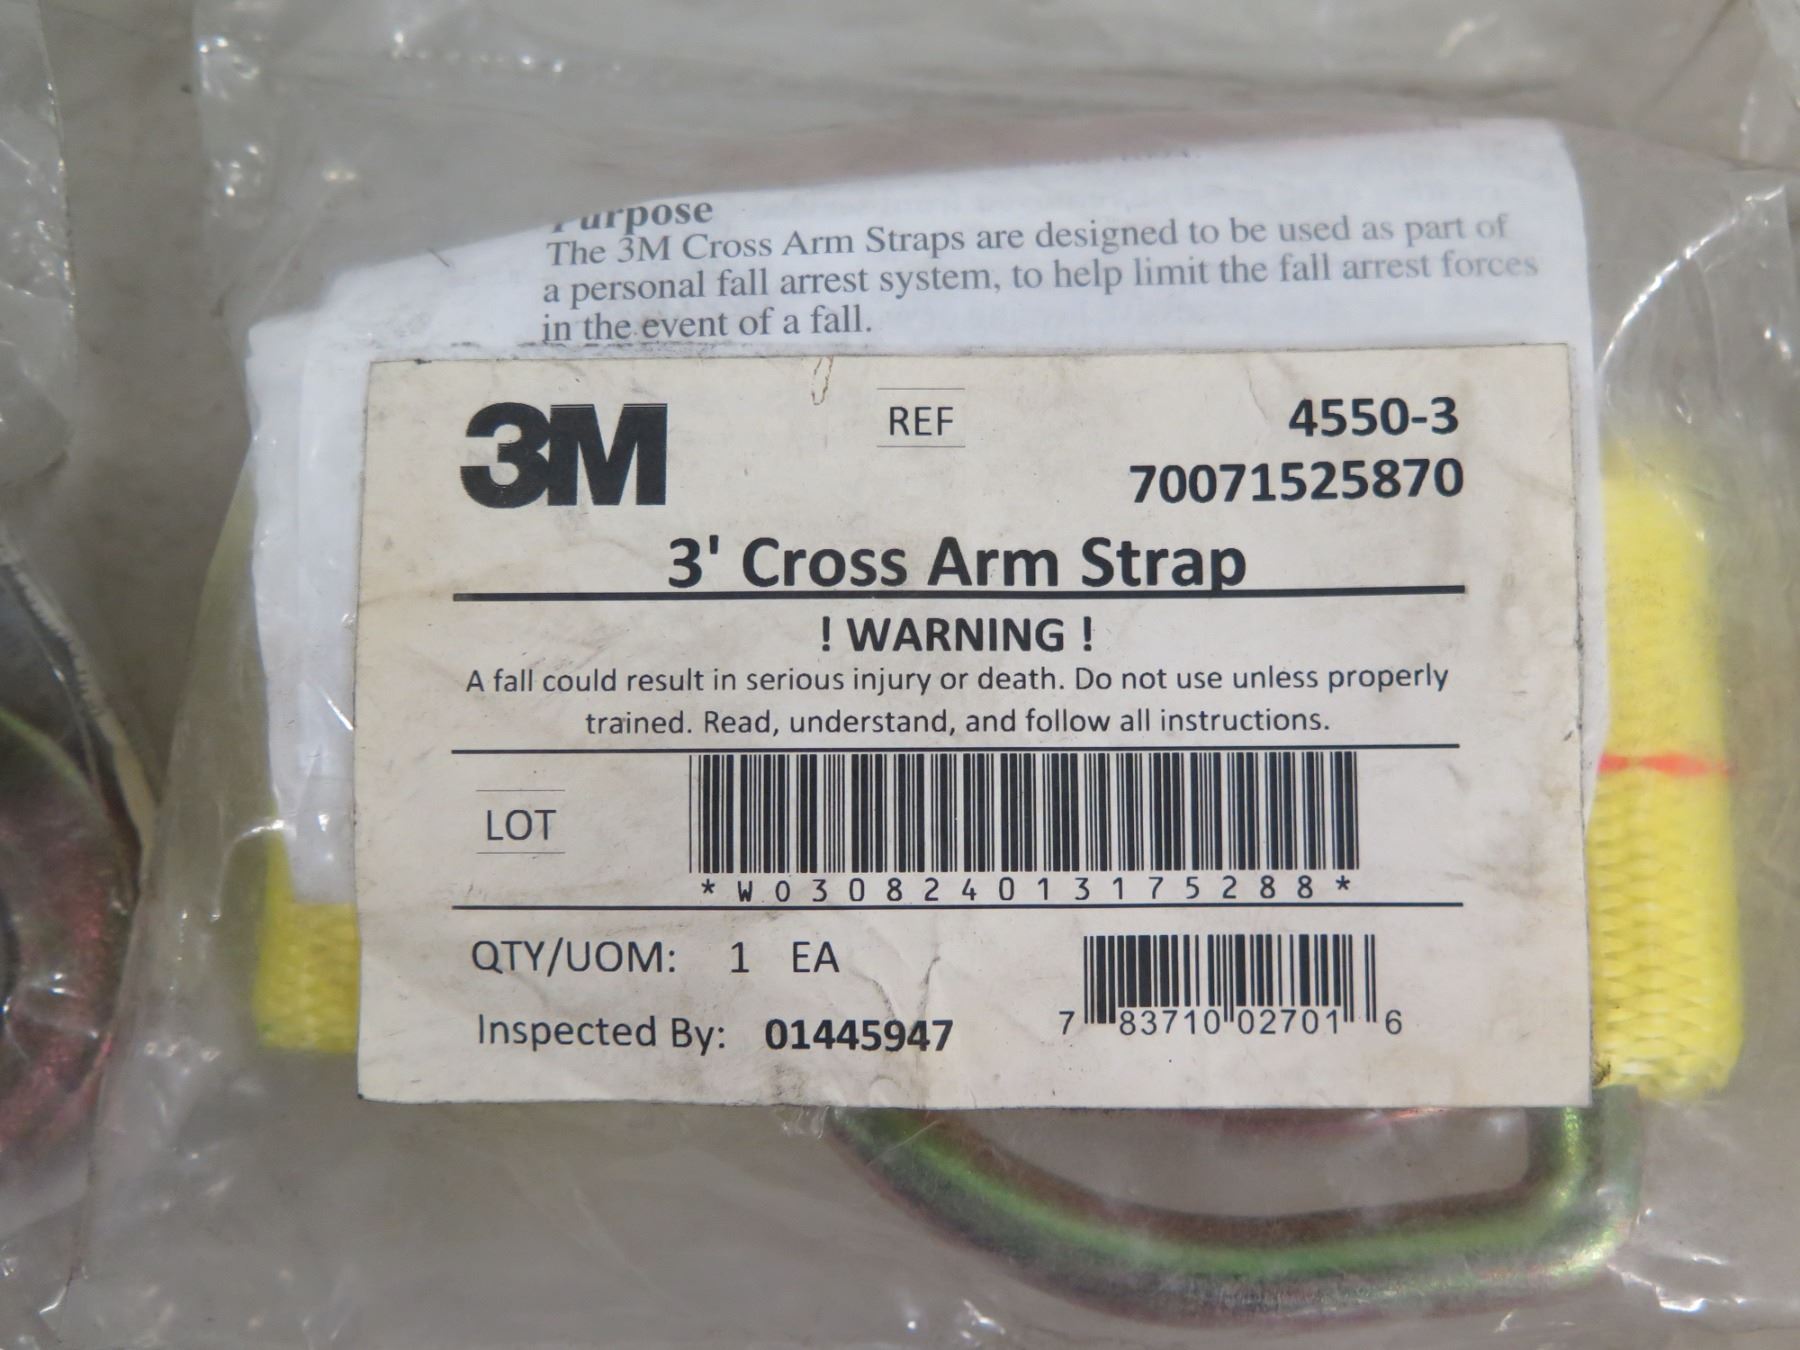 Purpose
The 3M Cross Arm Straps are designed to be used as part of
a personal fall arrest system, to help limit the fall arrest forces
in the event of a fall.
3M
REF
4550-3
70071525870
3' Cross Arm Strap
! WARNING !
A fall could result in serious injury or death. Do not use unless properly
trained. Read, understand, and follow all instructions.
LOT
*W030824013175288*
QTY/UOM: 1 EA
Inspected By: 01445947
7 83710 02701 6